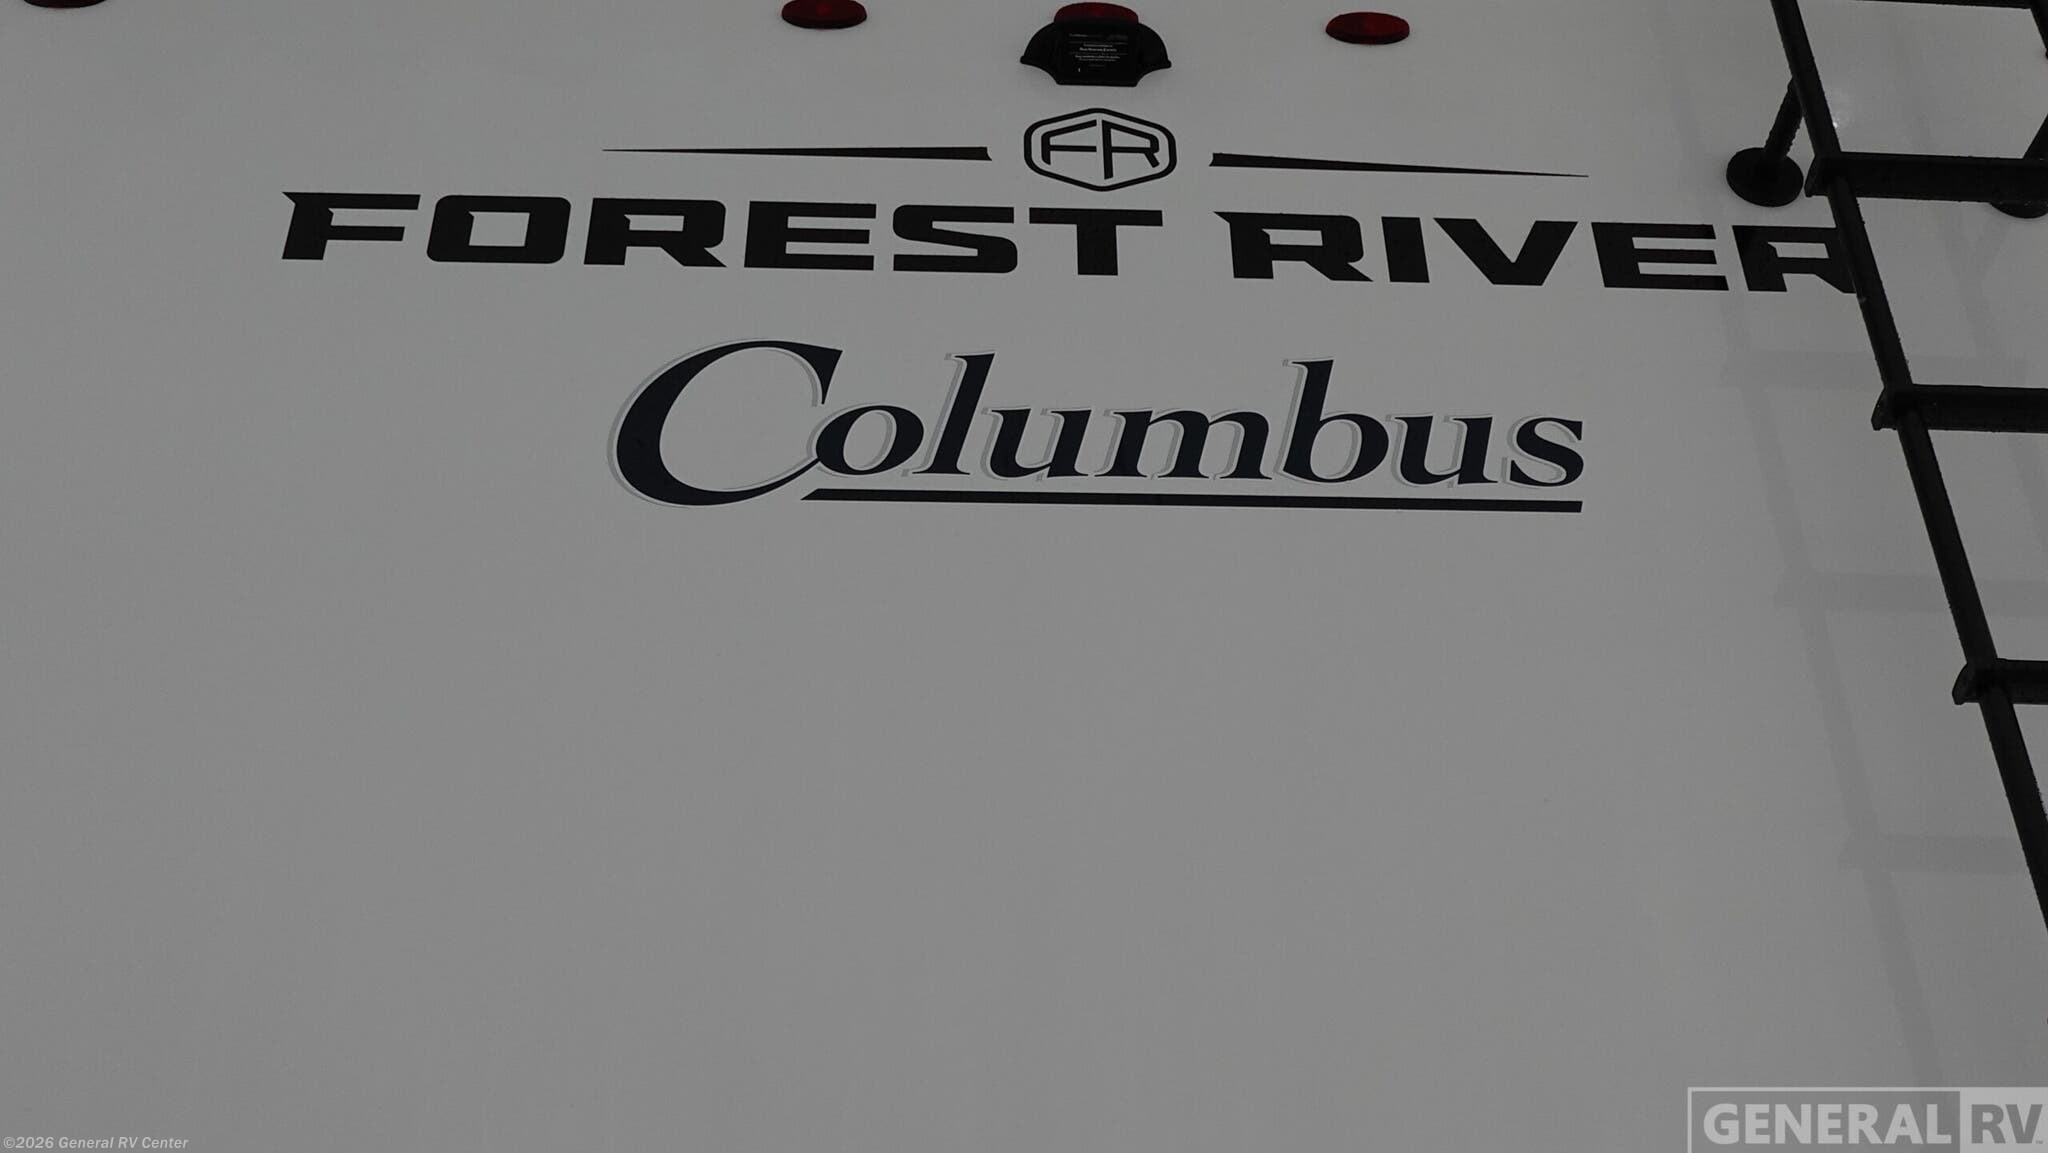 FR
FOREST RIVER
Columbus
©2026 General RV Center
GENERAL RV